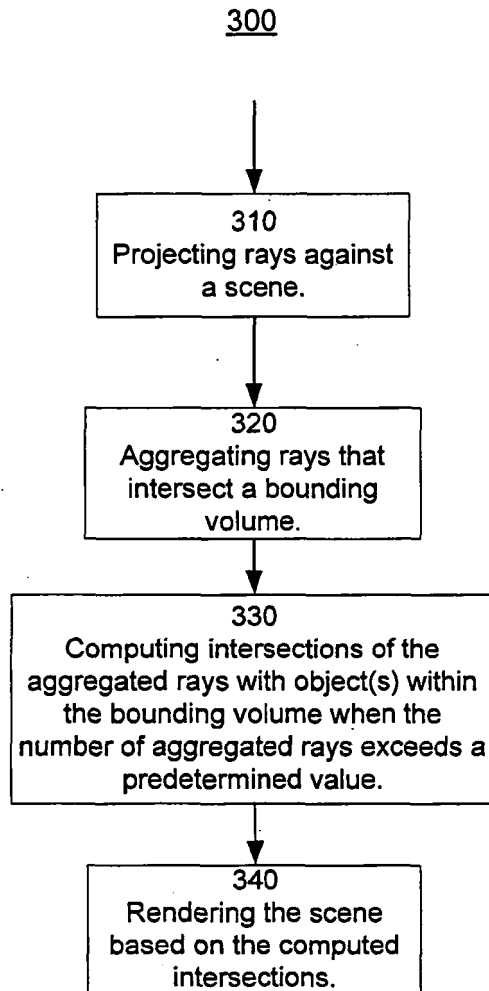 300
310
Projecting rays against
a scene.
320
Aggregating rays that
intersect a bounding
volume.
330
Computing intersections of the
aggregated rays with object(s) within
the bounding volume when the
number of aggregated rays exceeds a
predetermined value.
340
Rendering the scene
based on the computed
intersections.